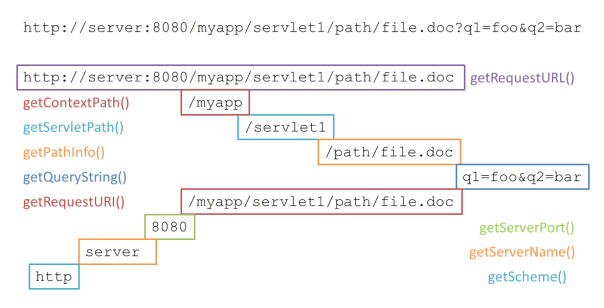 http://server:8080/myapp/servlet1/path/file.doc?q1=foo&q2=bar
http://server:8080/myapp/servlet1/path/file.doc getRequestURL()
getContextPath() /myapp
getServletPath() /servlet1
getPathInfo() /path/file.doc
getQueryString() q1=foo&q2=bar
getRequestURI() /myapp/servlet1/path/file.doc
8080 getServerPort()
server getServerName()
http getScheme()